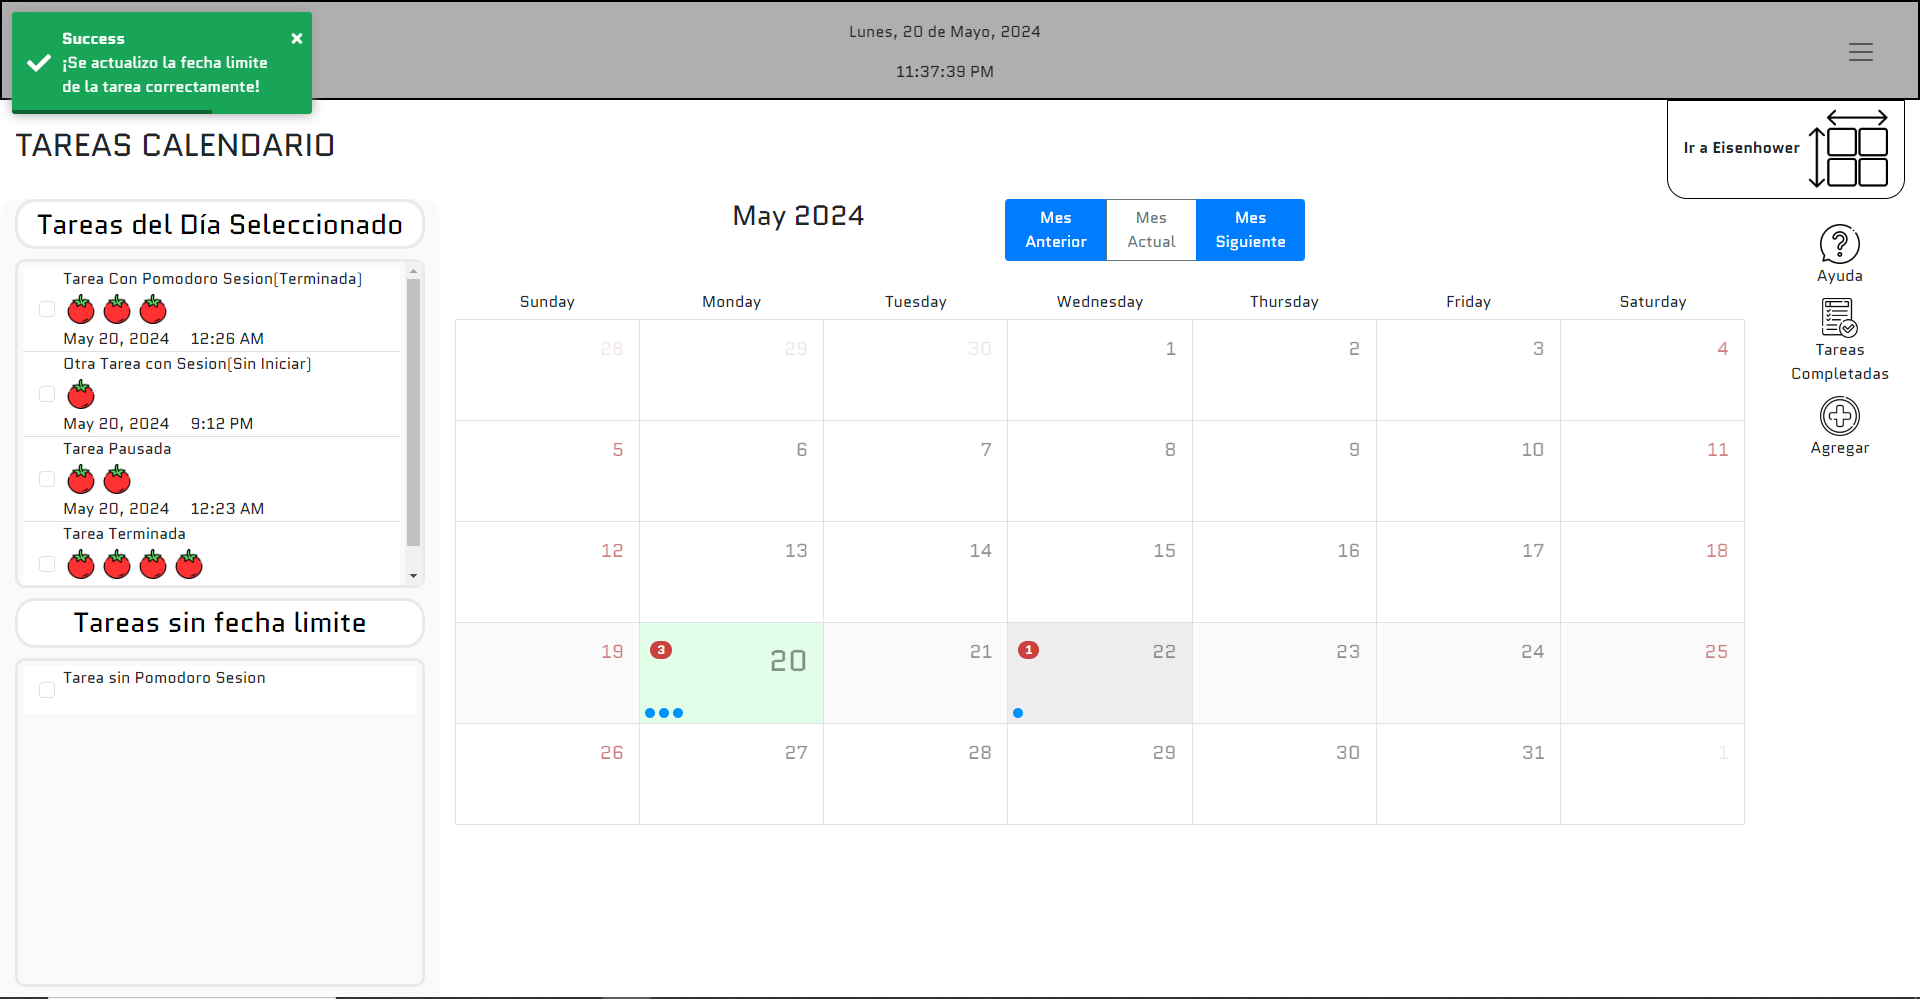 Success
¡Se actualizo la fecha limite
de la tarea correctamente!
Lunes, 20 de Mayo, 2024
11:37:39 PM
TAREAS CALENDARIO
Ir a Eisenhower
Tareas del Día Seleccionado
Tarea Con Pomodoro Sesion(Terminada)
May 20, 2024 12:26 AM
Otra Tarea con Sesion(Sin Iniciar)
May 20, 2024 9:12 PM
Tarea Pausada
May 20, 2024 12:23 AM
Tarea Terminada
Tareas sin fecha limite
Tarea sin Pomodoro Sesion
May 2024
Mes Anterior
Mes Actual
Mes Siguiente
Sunday Monday Tuesday Wednesday Thursday Friday Saturday
28 29 30 1 2 3 4
5 6 7 8 9 10 11
12 13 14 15 16 17 18
19 3 20 21 1 22 23 24 25
26 27 28 29 30 31 1
Ayuda
Tareas
Completadas
Agregar